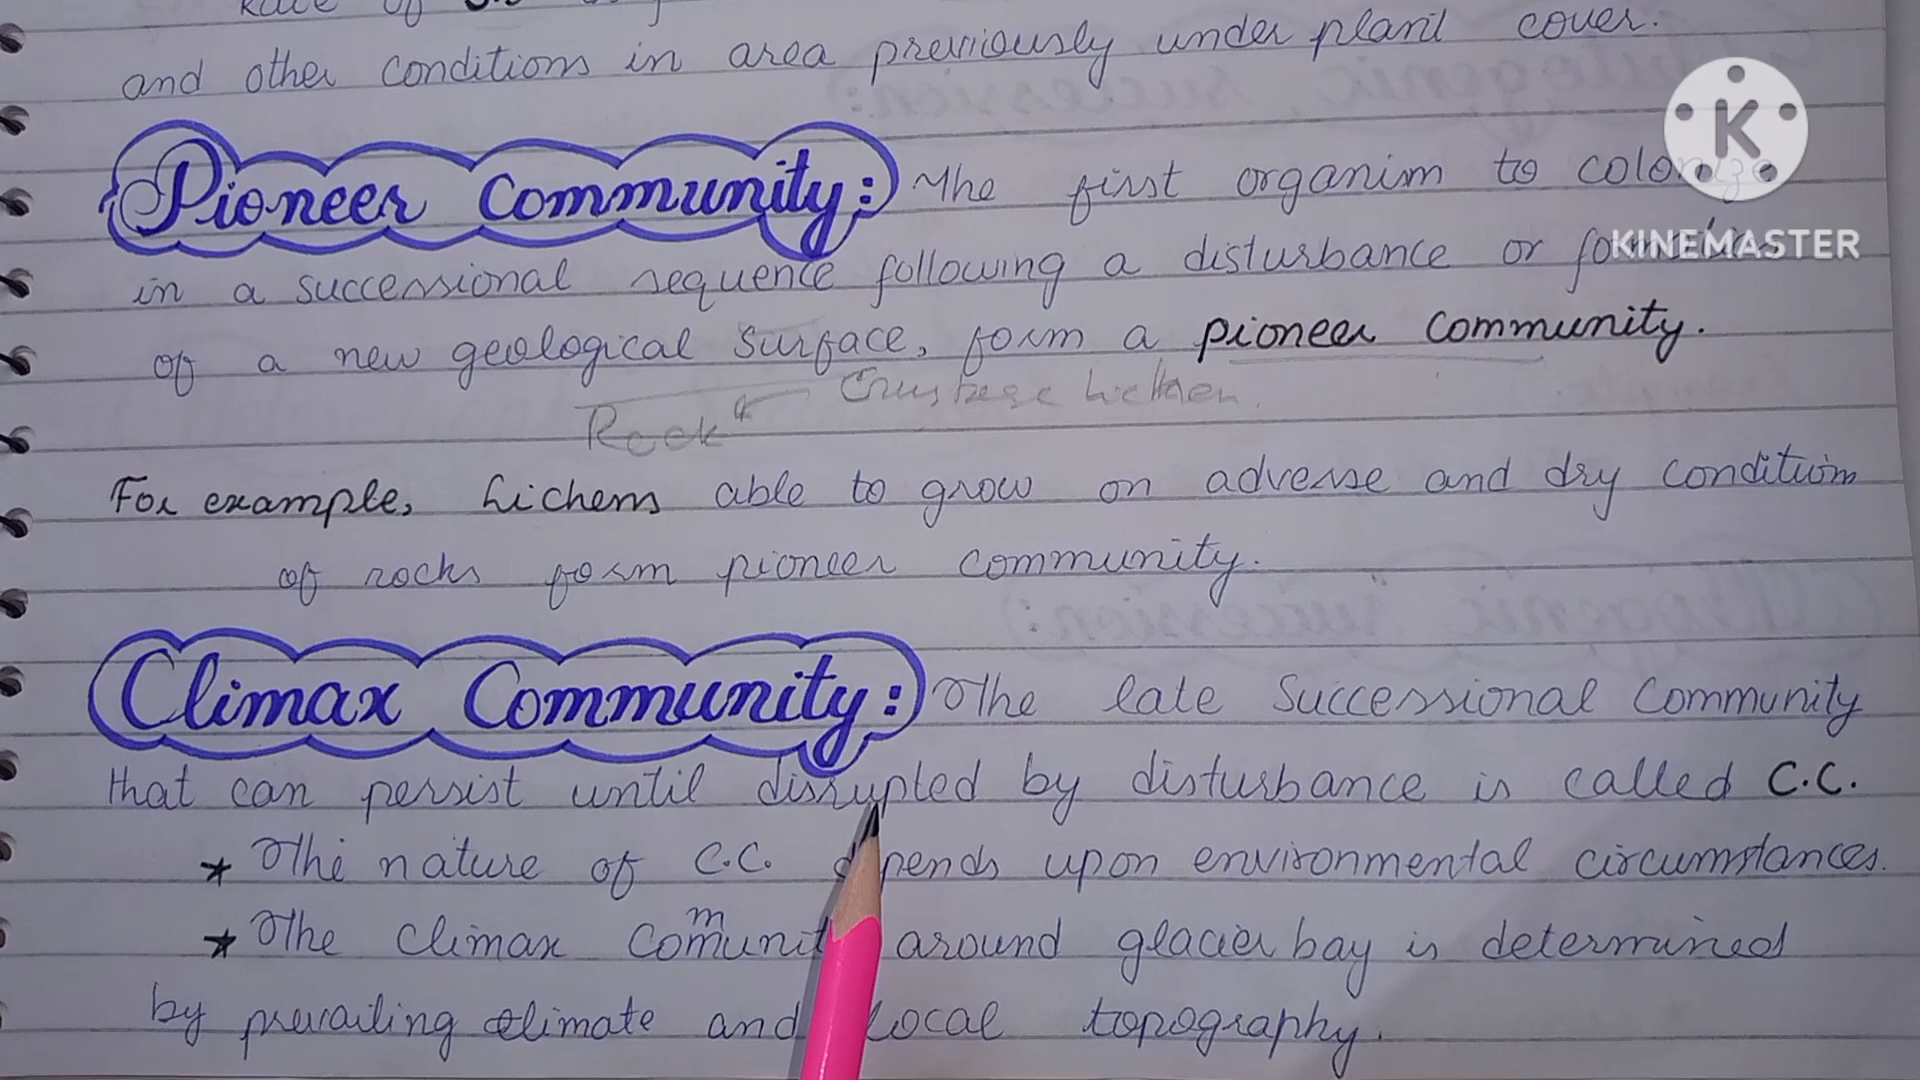 and other conditions in area previously under plant cover.
Pioneer Community: The first organim to colonize
in a successional sequence following a disturbance or
of a new geological surface, form a pioneer community.
Rock Crustose Lichen
For example, Lichens able to grow on adverse and dry condition
of rocks form pioneer community.
Climax Community: The late Successional Community
that can persist until disrupted by disturbance is called C.C.
* The nature of C.C. depends upon environmental circumstances.
* The climax Communit around glacier bay is determined
by prevailing climate and local topography.
K
KINEMASTER